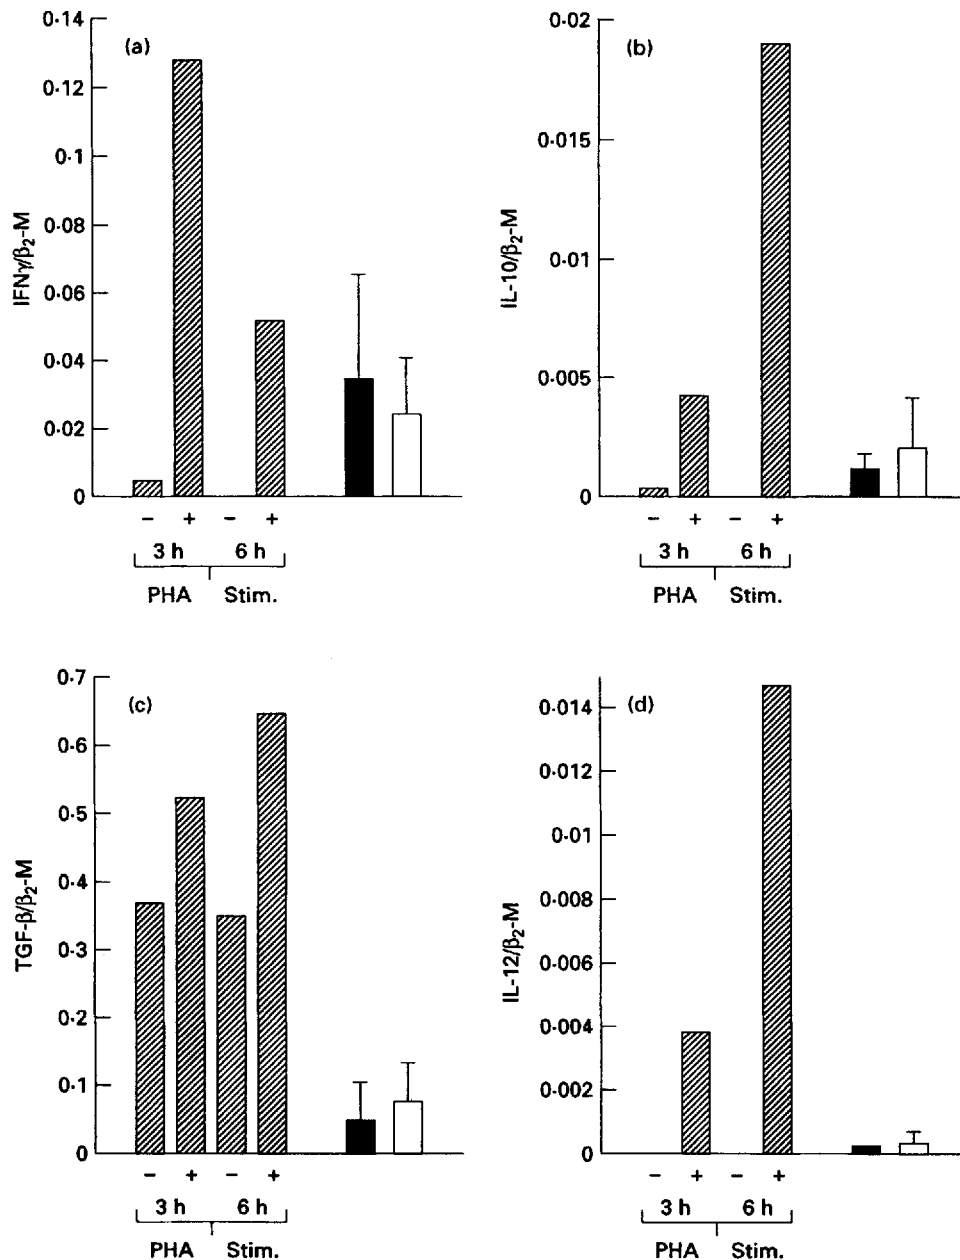 (a)
0·14
0·12
0·1
0·08
0·06
0·04
0·02
0
IFNγ/β₂-M
− + − +
3 h 6 h
PHA Stim.
(b)
0·02
0·015
0·01
0·005
0
IL-10/β₂-M
− + − +
3 h 6 h
PHA Stim.
(c)
0·7
0·6
0·5
0·4
0·3
0·2
0·1
0
TGF-β/β₂-M
− + − +
3 h 6 h
PHA Stim.
(d)
0·014
0·012
0·01
0·008
0·006
0·004
0·002
0
IL-12/β₂-M
− + − +
3 h 6 h
PHA Stim.